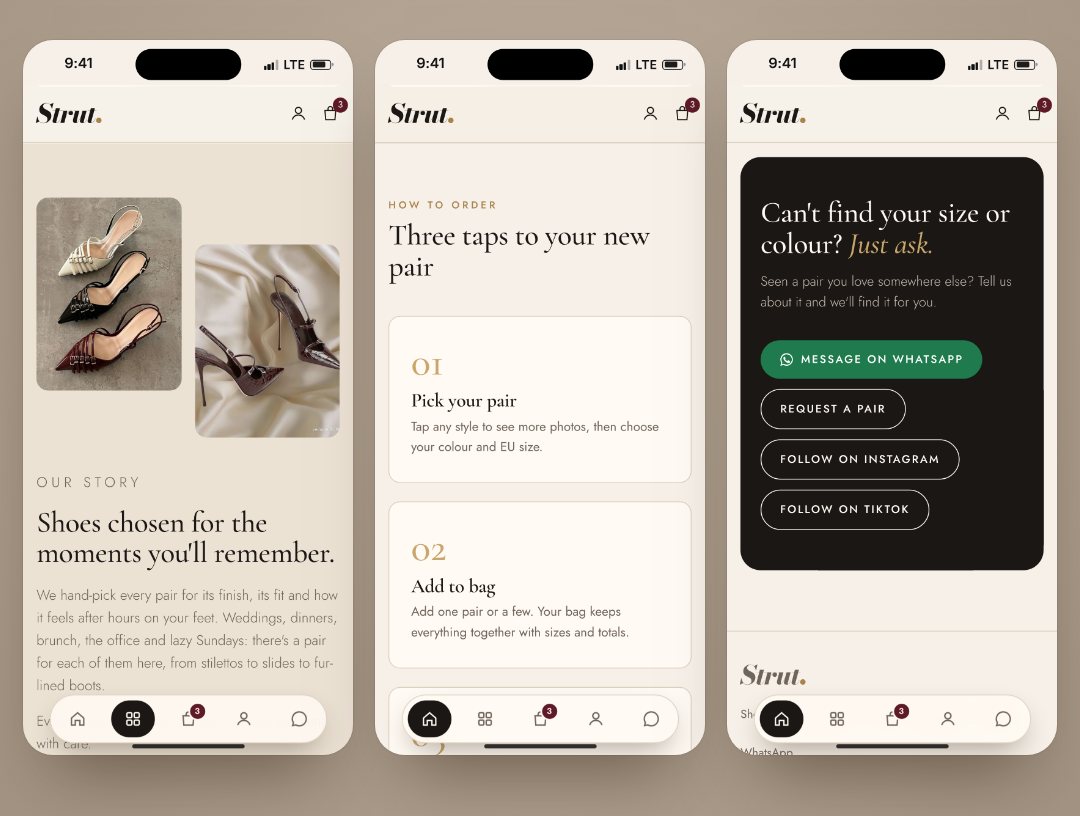 9:41
LTE
Strut.
3
OUR STORY
Shoes chosen for the
moments you'll remember.
We hand-pick every pair for its finish, its fit and how
it feels after hours on your feet. Weddings, dinners,
brunch, the office and lazy Sundays: there's a pair
for each of them here, from stilettos to slides to fur-
lined boots.
with care.
3
9:41
LTE
Strut.
3
HOW TO ORDER
Three taps to your new
pair
01
Pick your pair
Tap any style to see more photos, then choose
your colour and EU size.
02
Add to bag
Add one pair or a few. Your bag keeps
everything together with sizes and totals.
3
9:41
LTE
Strut.
3
Can't find your size or
colour? Just ask.
Seen a pair you love somewhere else? Tell us
about it and we'll find it for you.
MESSAGE ON WHATSAPP
REQUEST A PAIR
FOLLOW ON INSTAGRAM
FOLLOW ON TIKTOK
Strut.
3
WhatsApp